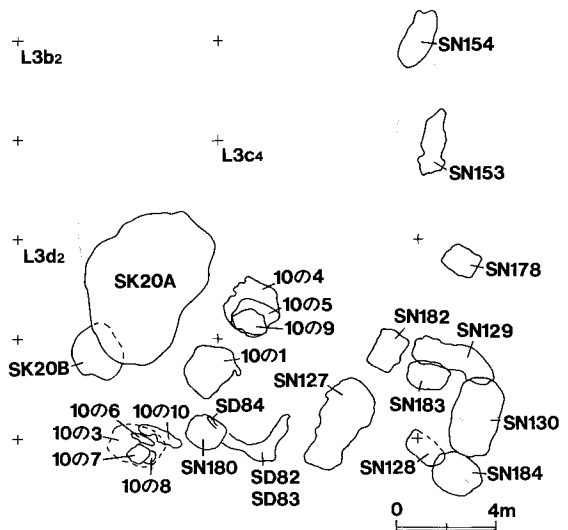 SN154
L3b2
L3c4
SN153
L3d2
SK20A
10の4
SN178
10の5
10の9
SN182
SN129
10の1
SK20B
SN127
SN183
10の6
10の10
SD84
10の3
SN130
10の7
10の8
SN180
SD82
SD83
SN128
SN184
0
4m